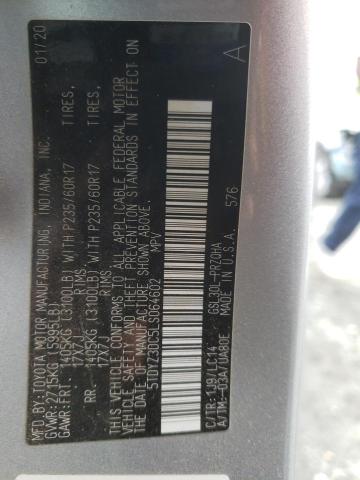 MFD.BY:TOYOTA MOTOR MANUFACTURING, INDIANA, INC. 01/20
GVWR:2715KG(5995LB)
GAWR:FRT. 1405KG(3100LB)WITH P235/60R17 TIRES,
17X7J RIMS,
RR. 1405KG(3100LB)WITH P235/60R17 TIRES,
17X7J RIMS,
THIS VEHICLE CONFORMS TO ALL APPLICABLE FEDERAL MOTOR
VEHICLE SAFETY AND THEFT PREVENTION STANDARDS IN EFFECT ON
THE DATE OF MANUFACTURE SHOWN ABOVE.
5TDYZ3DC5LS064602 MPV
576
C/TR:1J9/LC14 MADE IN U.S.A. A
A/TM:-03A/UA80E GSL30L-PRZOHA